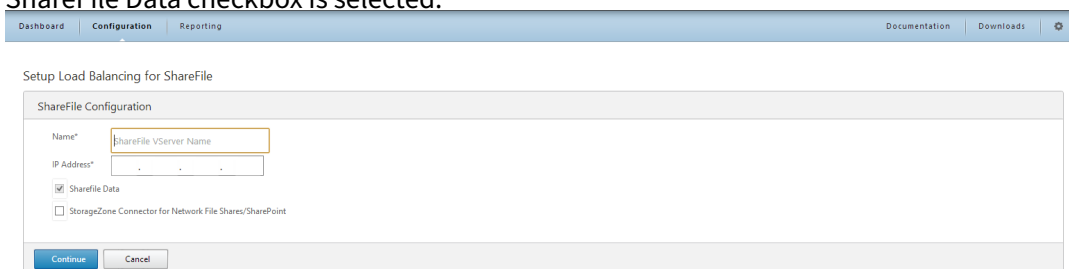 ShareFile Data checkbox is selected.
Dashboard Configuration Reporting Documentation Downloads
Setup Load Balancing for ShareFile
ShareFile Configuration
Name* ShareFile VServer Name
IP Address* . . .
Sharefile Data
StorageZone Connector for Network File Shares/SharePoint
Continue Cancel